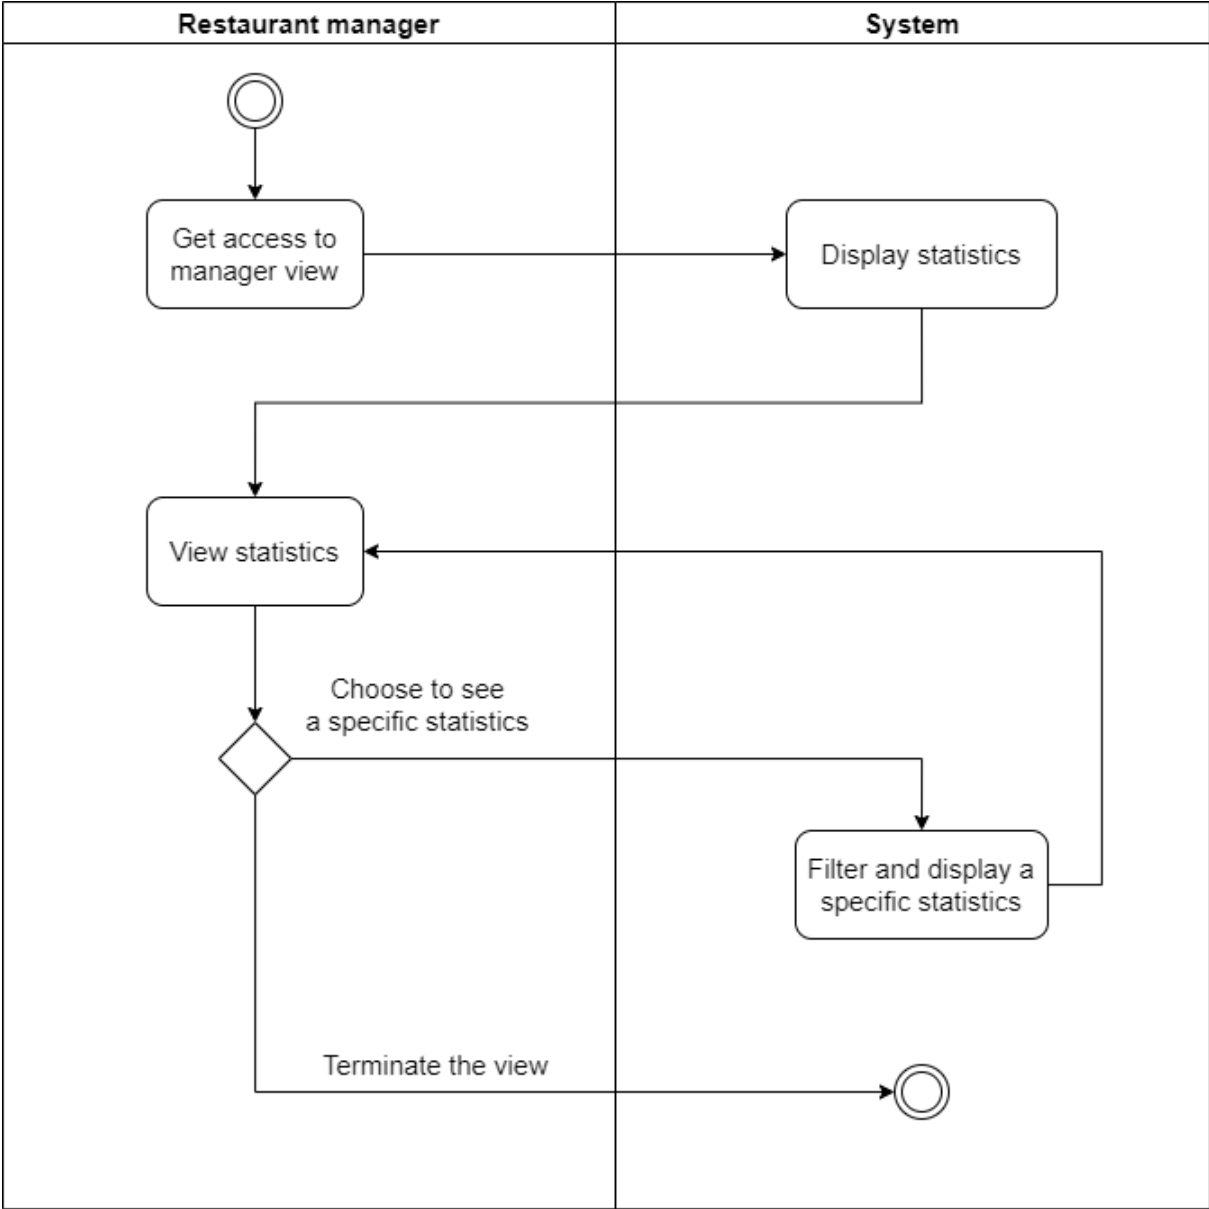 Restaurant manager
System
Get access to
manager view
Display statistics
View statistics
Choose to see
a specific statistics
Filter and display a
specific statistics
Terminate the view